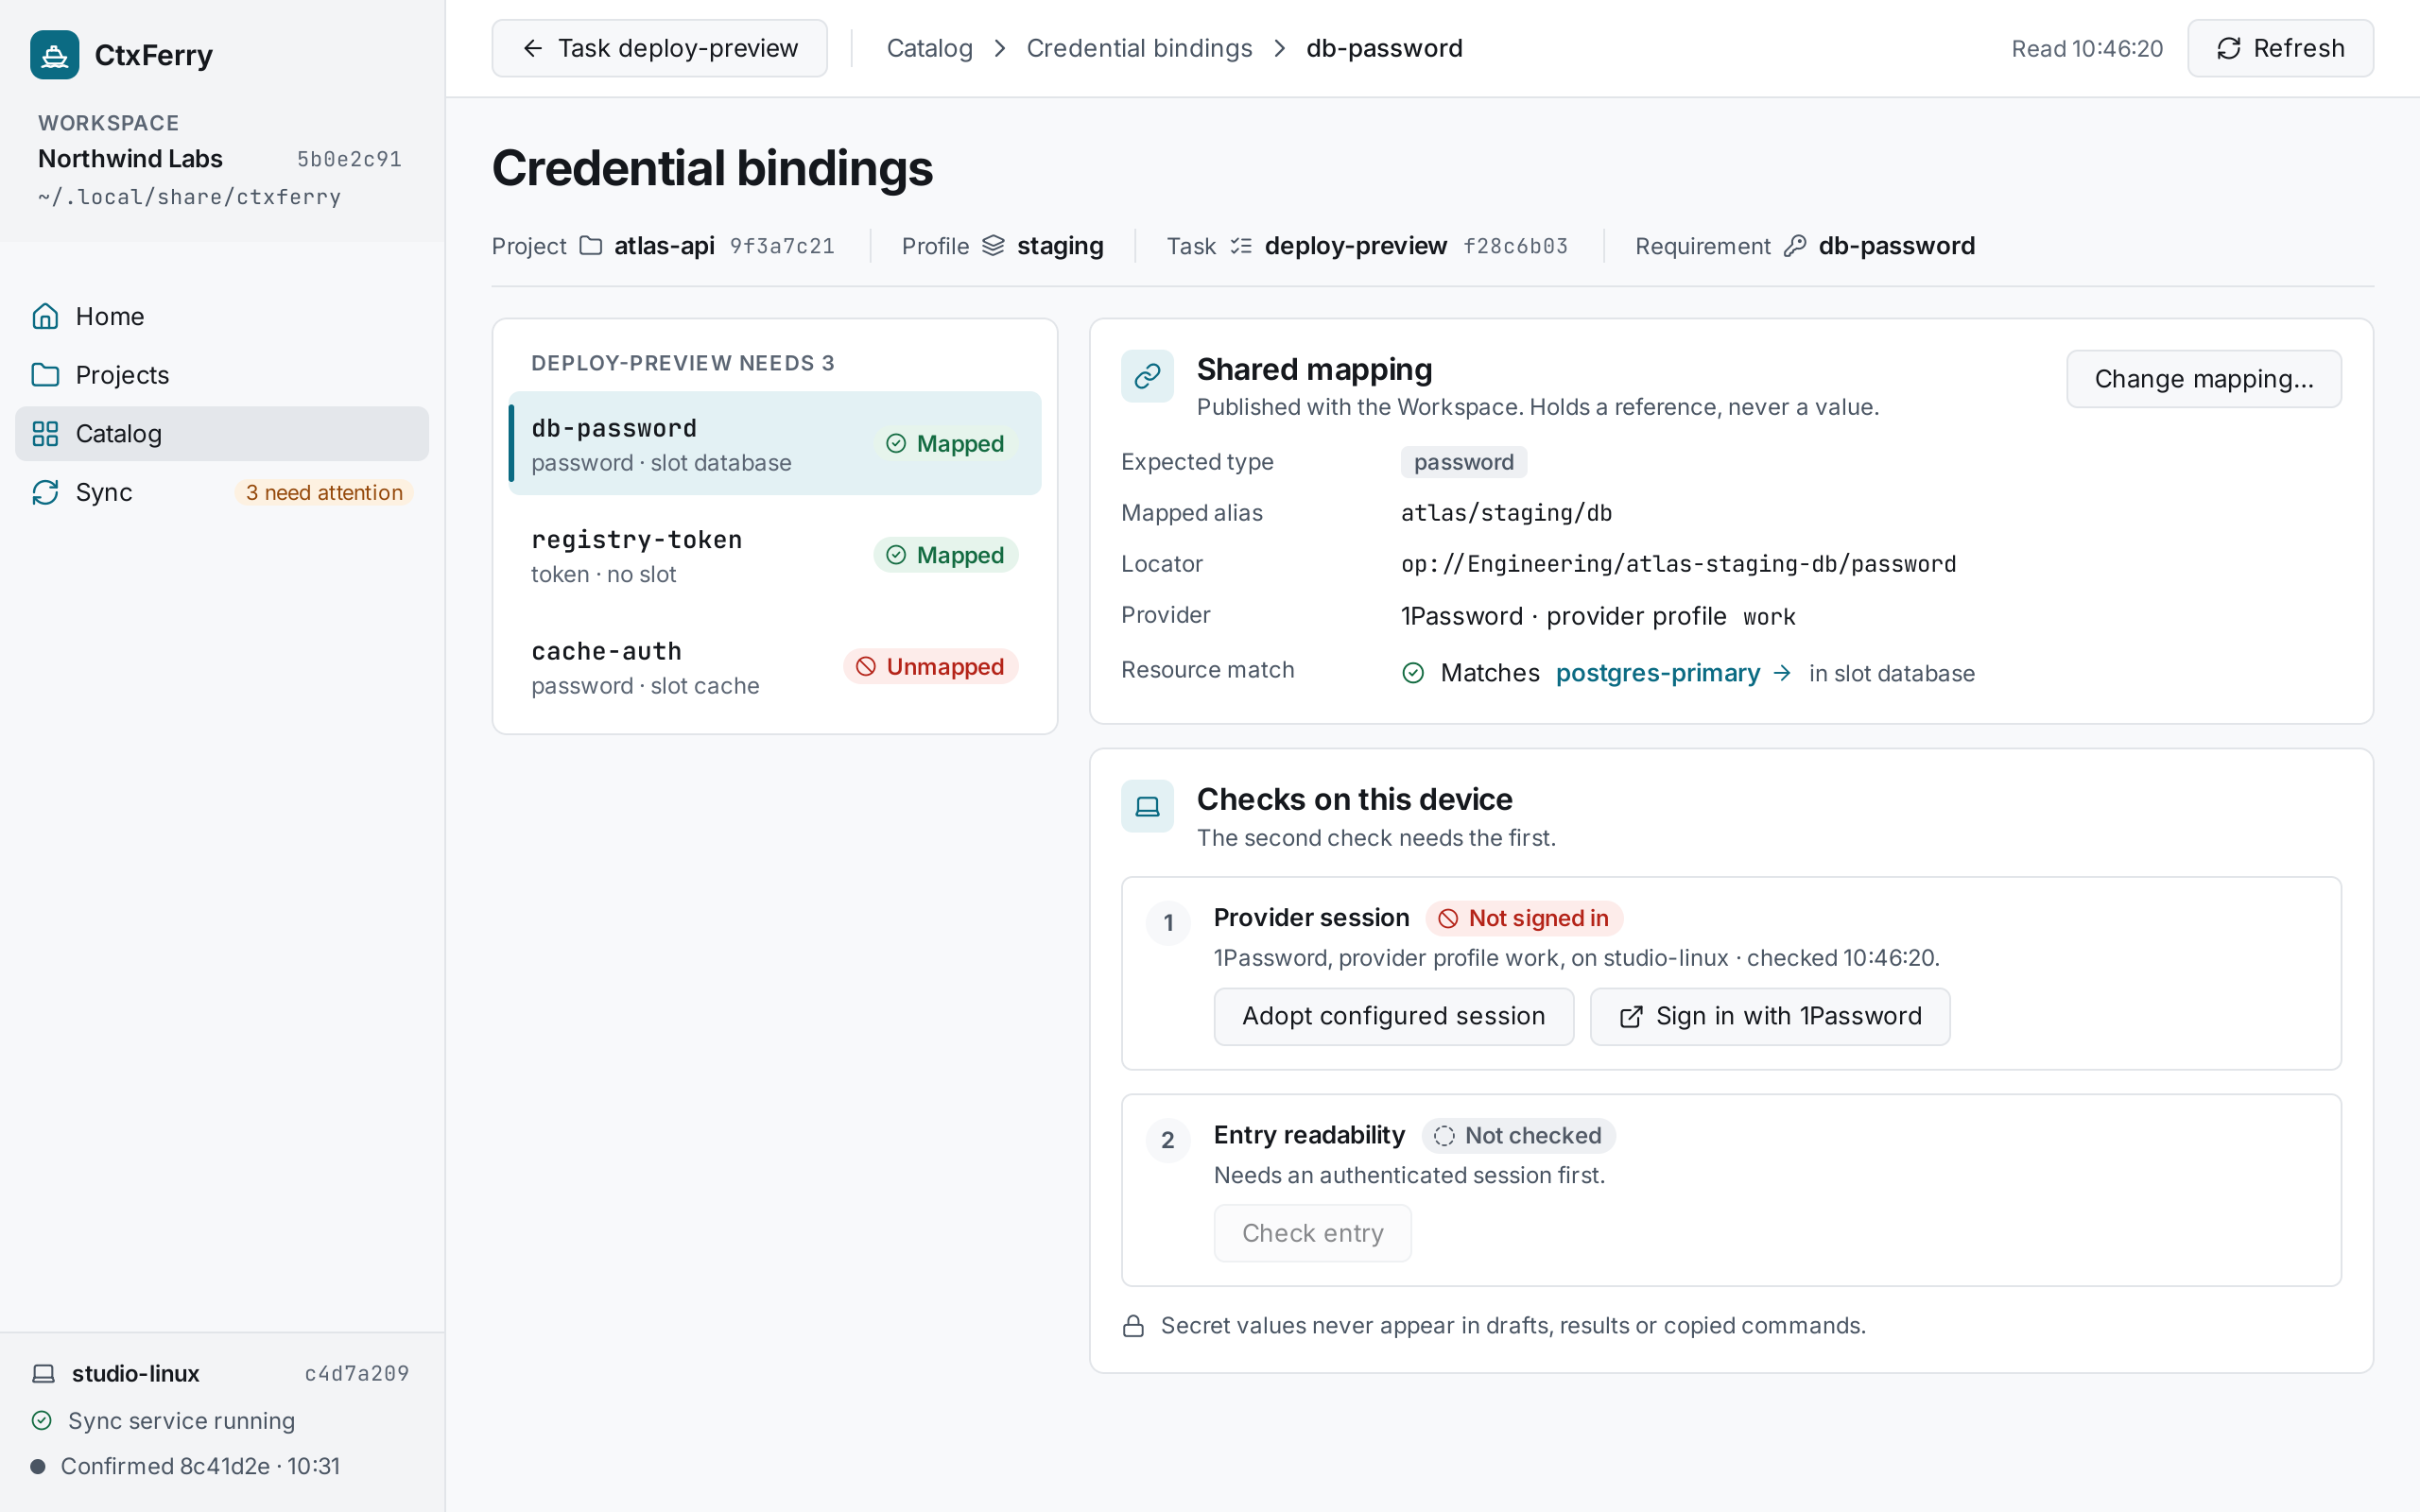 CtxFerry
WORKSPACE
Northwind Labs 5b0e2c91
~/.local/share/ctxferry
Home
Projects
Catalog
Sync 3 need attention
studio-linux c4d7a209
Sync service running
Confirmed 8c41d2e · 10:31
Task deploy-preview Catalog Credential bindings db-password Read 10:46:20 Refresh
Credential bindings
Project atlas-api 9f3a7c21 Profile staging Task deploy-preview f28c6b03 Requirement db-password
DEPLOY-PREVIEW NEEDS 3
db-password
password · slot database
Mapped
registry-token
token · no slot
Mapped
cache-auth
password · slot cache
Unmapped
Shared mapping
Published with the Workspace. Holds a reference, never a value.
Change mapping...
Expected type password
Mapped alias atlas/staging/db
Locator op://Engineering/atlas-staging-db/password
Provider 1Password · provider profile work
Resource match Matches postgres-primary in slot database
Checks on this device
The second check needs the first.
1 Provider session Not signed in
1Password, provider profile work, on studio-linux · checked 10:46:20.
Adopt configured session Sign in with 1Password
2 Entry readability Not checked
Needs an authenticated session first.
Check entry
Secret values never appear in drafts, results or copied commands.